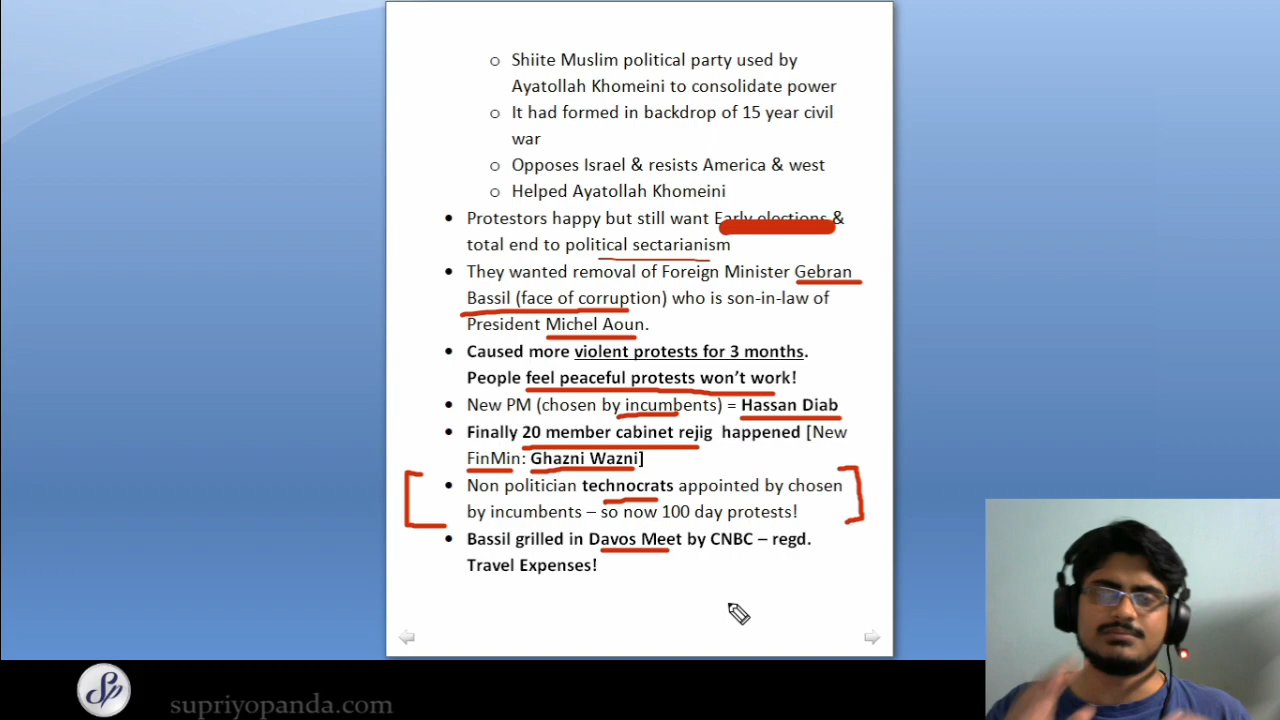 o Shiite Muslim political party used by
Ayatollah Khomeini to consolidate power
o It had formed in backdrop of 15 year civil
war
o Opposes Israel & resists America & west
o Helped Ayatollah Khomeini
• Protestors happy but still want Early elections &
total end to political sectarianism
• They wanted removal of Foreign Minister Gebran
Bassil (face of corruption) who is son-in-law of
President Michel Aoun.
• Caused more violent protests for 3 months.
People feel peaceful protests won’t work!
• New PM (chosen by incumbents) = Hassan Diab
• Finally 20 member cabinet rejig happened [New
FinMin: Ghazni Wazni]
• Non politician technocrats appointed by chosen
by incumbents – so now 100 day protests!
• Bassil grilled in Davos Meet by CNBC – regd.
Travel Expenses!
supriyopanda.com